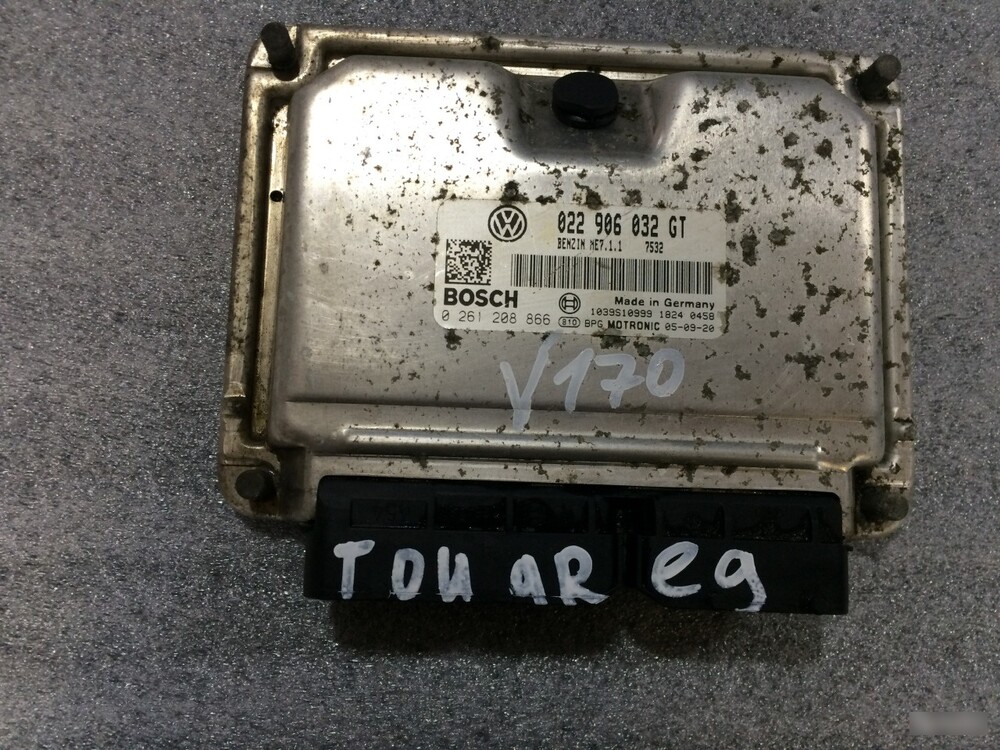 022 906 032 GT
BENZIN ME7.1.1 7532
BOSCH
Made in Germany
1039S10999 1824 0458
0 261 208 866 BPG MOTRONIC 05-09-20
V170
TOUAREG